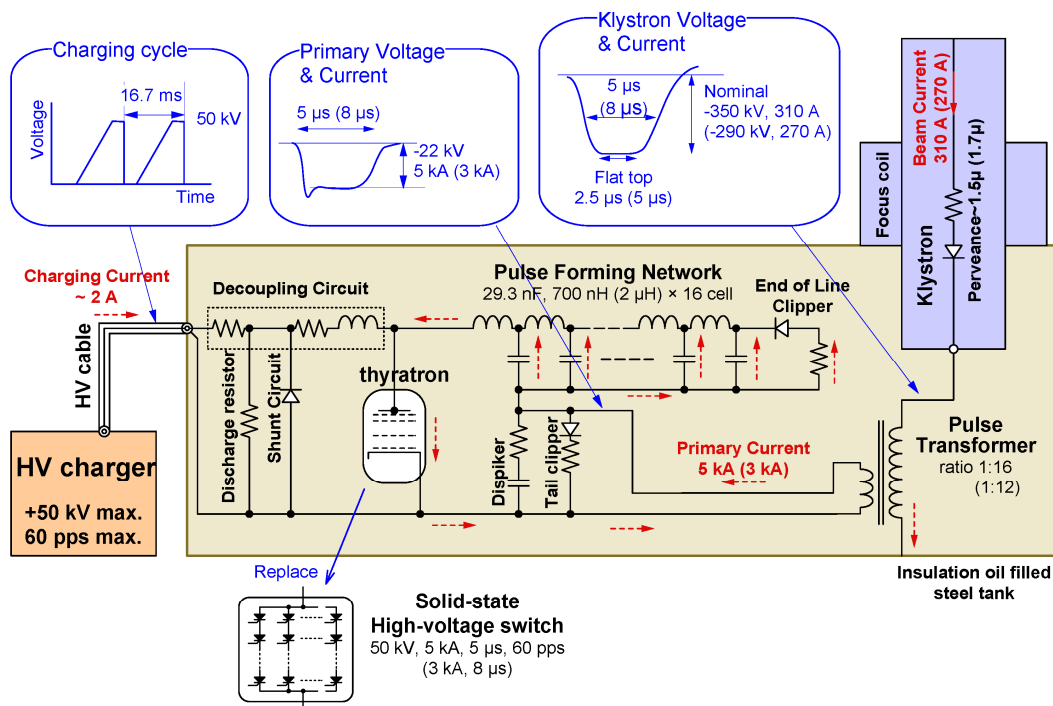 Charging cycle
16.7 ms
50 kV
Voltage
Time
Primary Voltage
& Current
5 µs (8 µs)
-22 kV
5 kA (3 kA)
Klystron Voltage
& Current
5 µs
(8 µs)
Nominal
-350 kV, 310 A
(-290 kV, 270 A)
Flat top
2.5 µs (5 µs)
Beam Current
310 A (270 A)
Focus coil
Klystron
Perveance~1.5µ (1.7µ)
Charging Current
~ 2 A
HV cable
Decoupling Circuit
Pulse Forming Network
29.3 nF, 700 nH (2 µH) × 16 cell
End of Line
Clipper
thyratron
Discharge resistor
Shunt Circuit
Dispiker
Tail clipper
Primary Current
5 kA (3 kA)
Pulse
Transformer
ratio 1:16
(1:12)
HV charger
+50 kV max.
60 pps max.
Insulation oil filled
steel tank
Replace
Solid-state
High-voltage switch
50 kV, 5 kA, 5 µs, 60 pps
(3 kA, 8 µs)